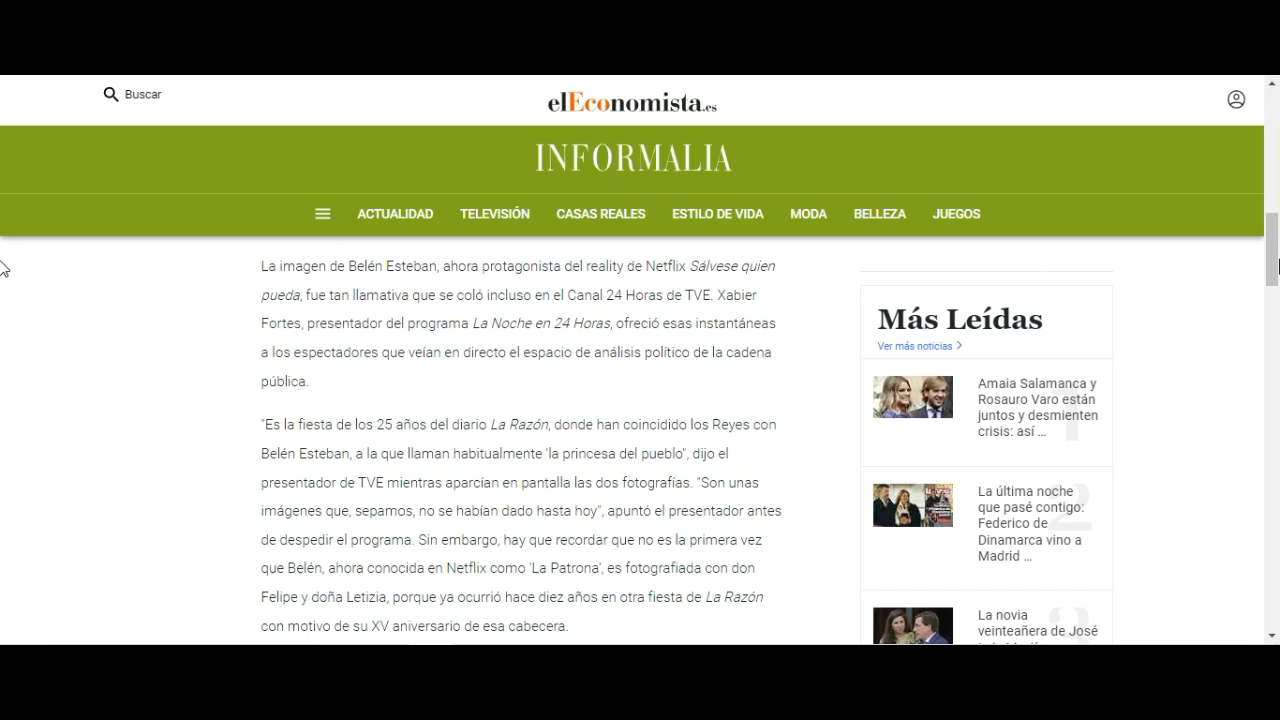 Buscar
elEconomista.es
INFORMALIA
ACTUALIDAD TELEVISIÓN CASAS REALES ESTILO DE VIDA MODA BELLEZA JUEGOS
La imagen de Belén Esteban, ahora protagonista del reality de Netflix Sálvese quien
pueda, fue tan llamativa que se coló incluso en el Canal 24 Horas de TVE. Xabier
Fortes, presentador del programa La Noche en 24 Horas, ofreció esas instantáneas
a los espectadores que veían en directo el espacio de análisis político de la cadena
pública.
"Es la fiesta de los 25 años del diario La Razón, donde han coincidido los Reyes con
Belén Esteban, a la que llaman habitualmente 'la princesa del pueblo", dijo el
presentador de TVE mientras aparcían en pantalla las dos fotografías. "Son unas
imágenes que, sepamos, no se habían dado hasta hoy", apuntó el presentador antes
de despedir el programa. Sin embargo, hay que recordar que no es la primera vez
que Belén, ahora conocida en Netflix como 'La Patrona', es fotografiada con don
Felipe y doña Letizia, porque ya ocurrió hace diez años en otra fiesta de La Razón
con motivo de su XV aniversario de esa cabecera.
Más Leídas
Ver más noticias
1
Amaia Salamanca y
Rosauro Varo están
juntos y desmienten
crisis: así ...
2
La última noche
que pasé contigo:
Federico de
Dinamarca vino a
Madrid ...
3
La novia
veinteañera de José